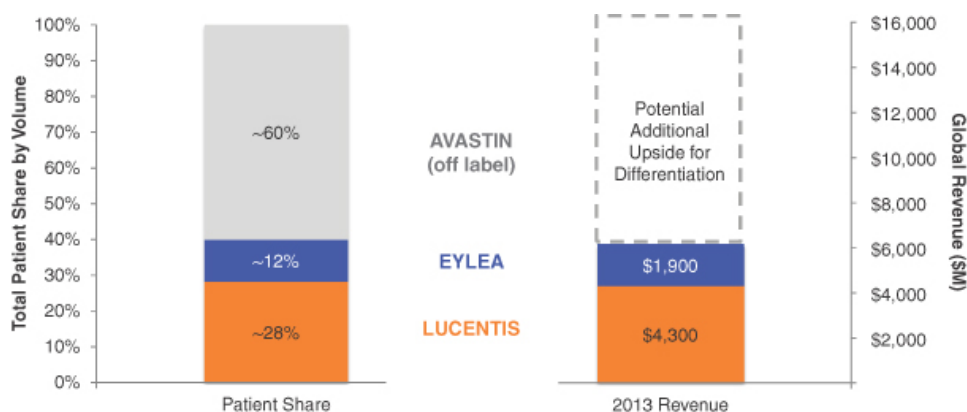 Total Patient Share by Volume
100%
90%
80%
70%
60%
50%
40%
30%
20%
10%
0%
~60%
~12%
~28%
Patient Share
AVASTIN
(off label)
EYLEA
LUCENTIS
Potential
Additional
Upside for
Differentiation
$1,900
$4,300
2013 Revenue
$16,000
$14,000
$12,000
$10,000
$8,000
$6,000
$4,000
$2,000
Global Revenue ($M)